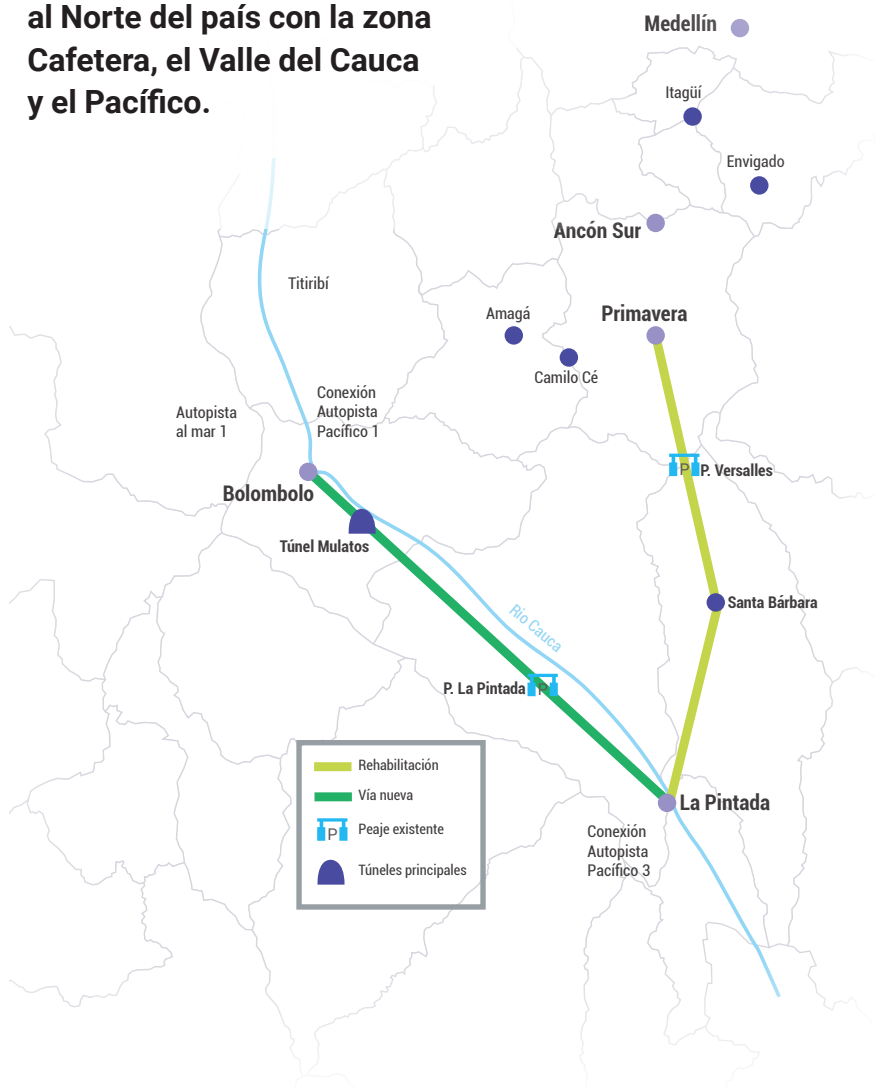 al Norte del país con la zona
Cafetera, el Valle del Cauca
y el Pacífico.
Medellín
Itagüí
Envigado
Ancón Sur
Titiribí
Amagá
Primavera
Camilo Cé
Conexión
Autopista
Pacífico 1
Autopista
al mar 1
P
P. Versalles
Bolombolo
Túnel Mulatos
Santa Bárbara
Rio Cauca
P. La Pintada
P
La Pintada
Rehabilitación
Vía nueva
P
Peaje existente
Túneles principales
Conexión
Autopista
Pacífico 3